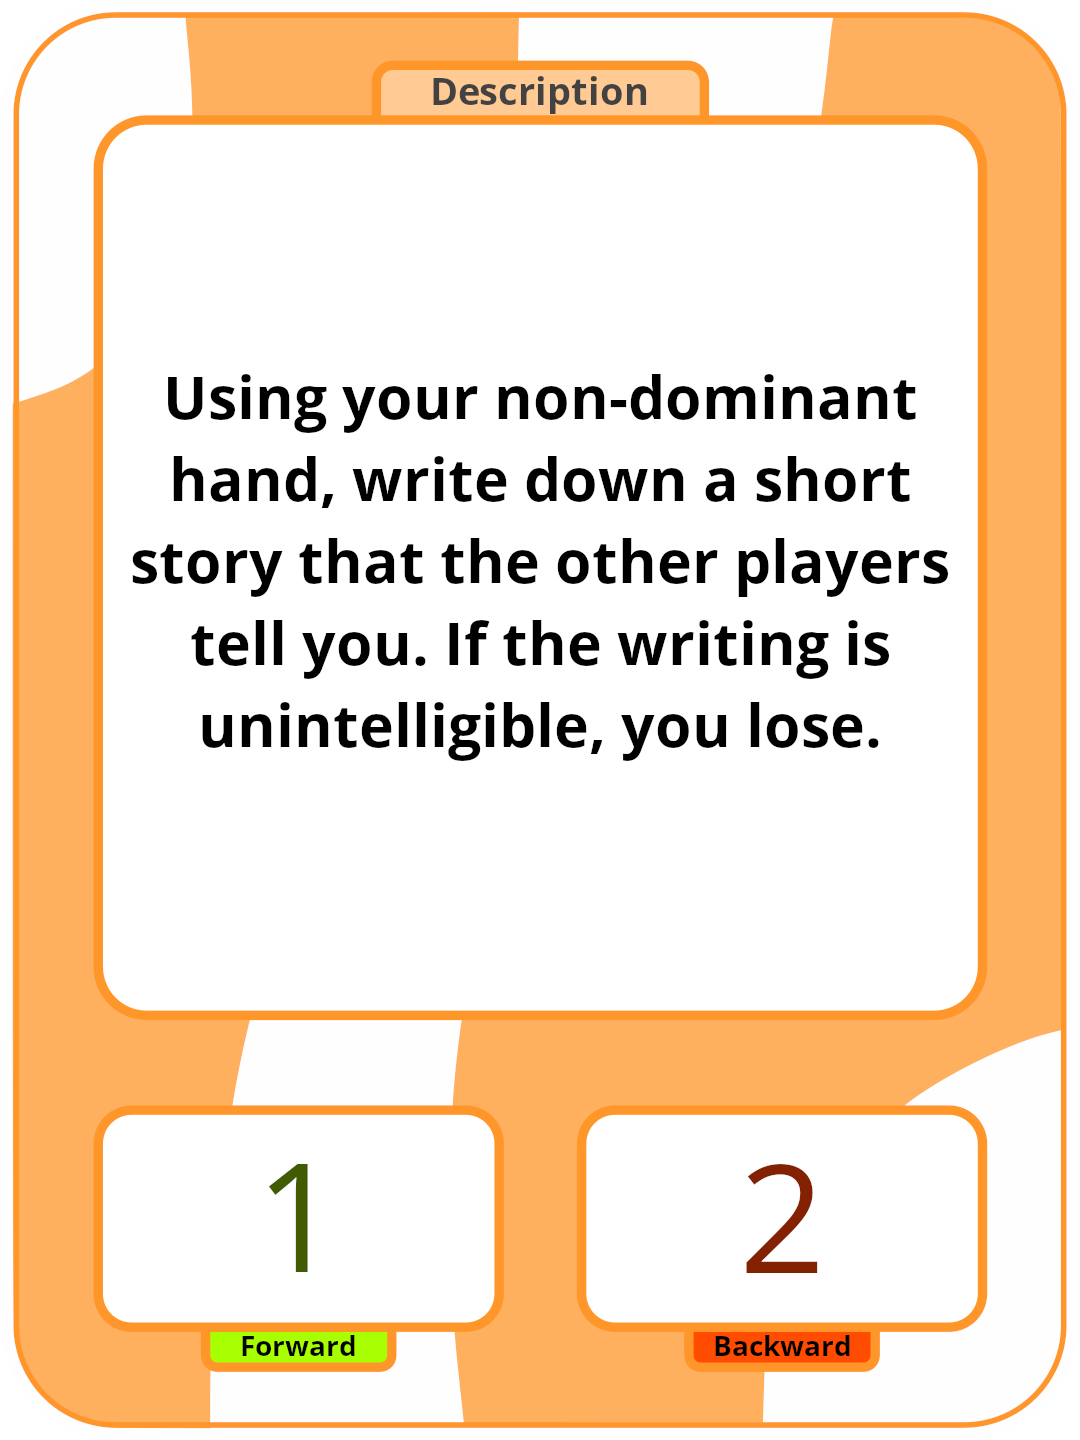 Description
Using your non-dominant
hand, write down a short
story that the other players
tell you. If the writing is
unintelligible, you lose.
1
2
Forward
Backward